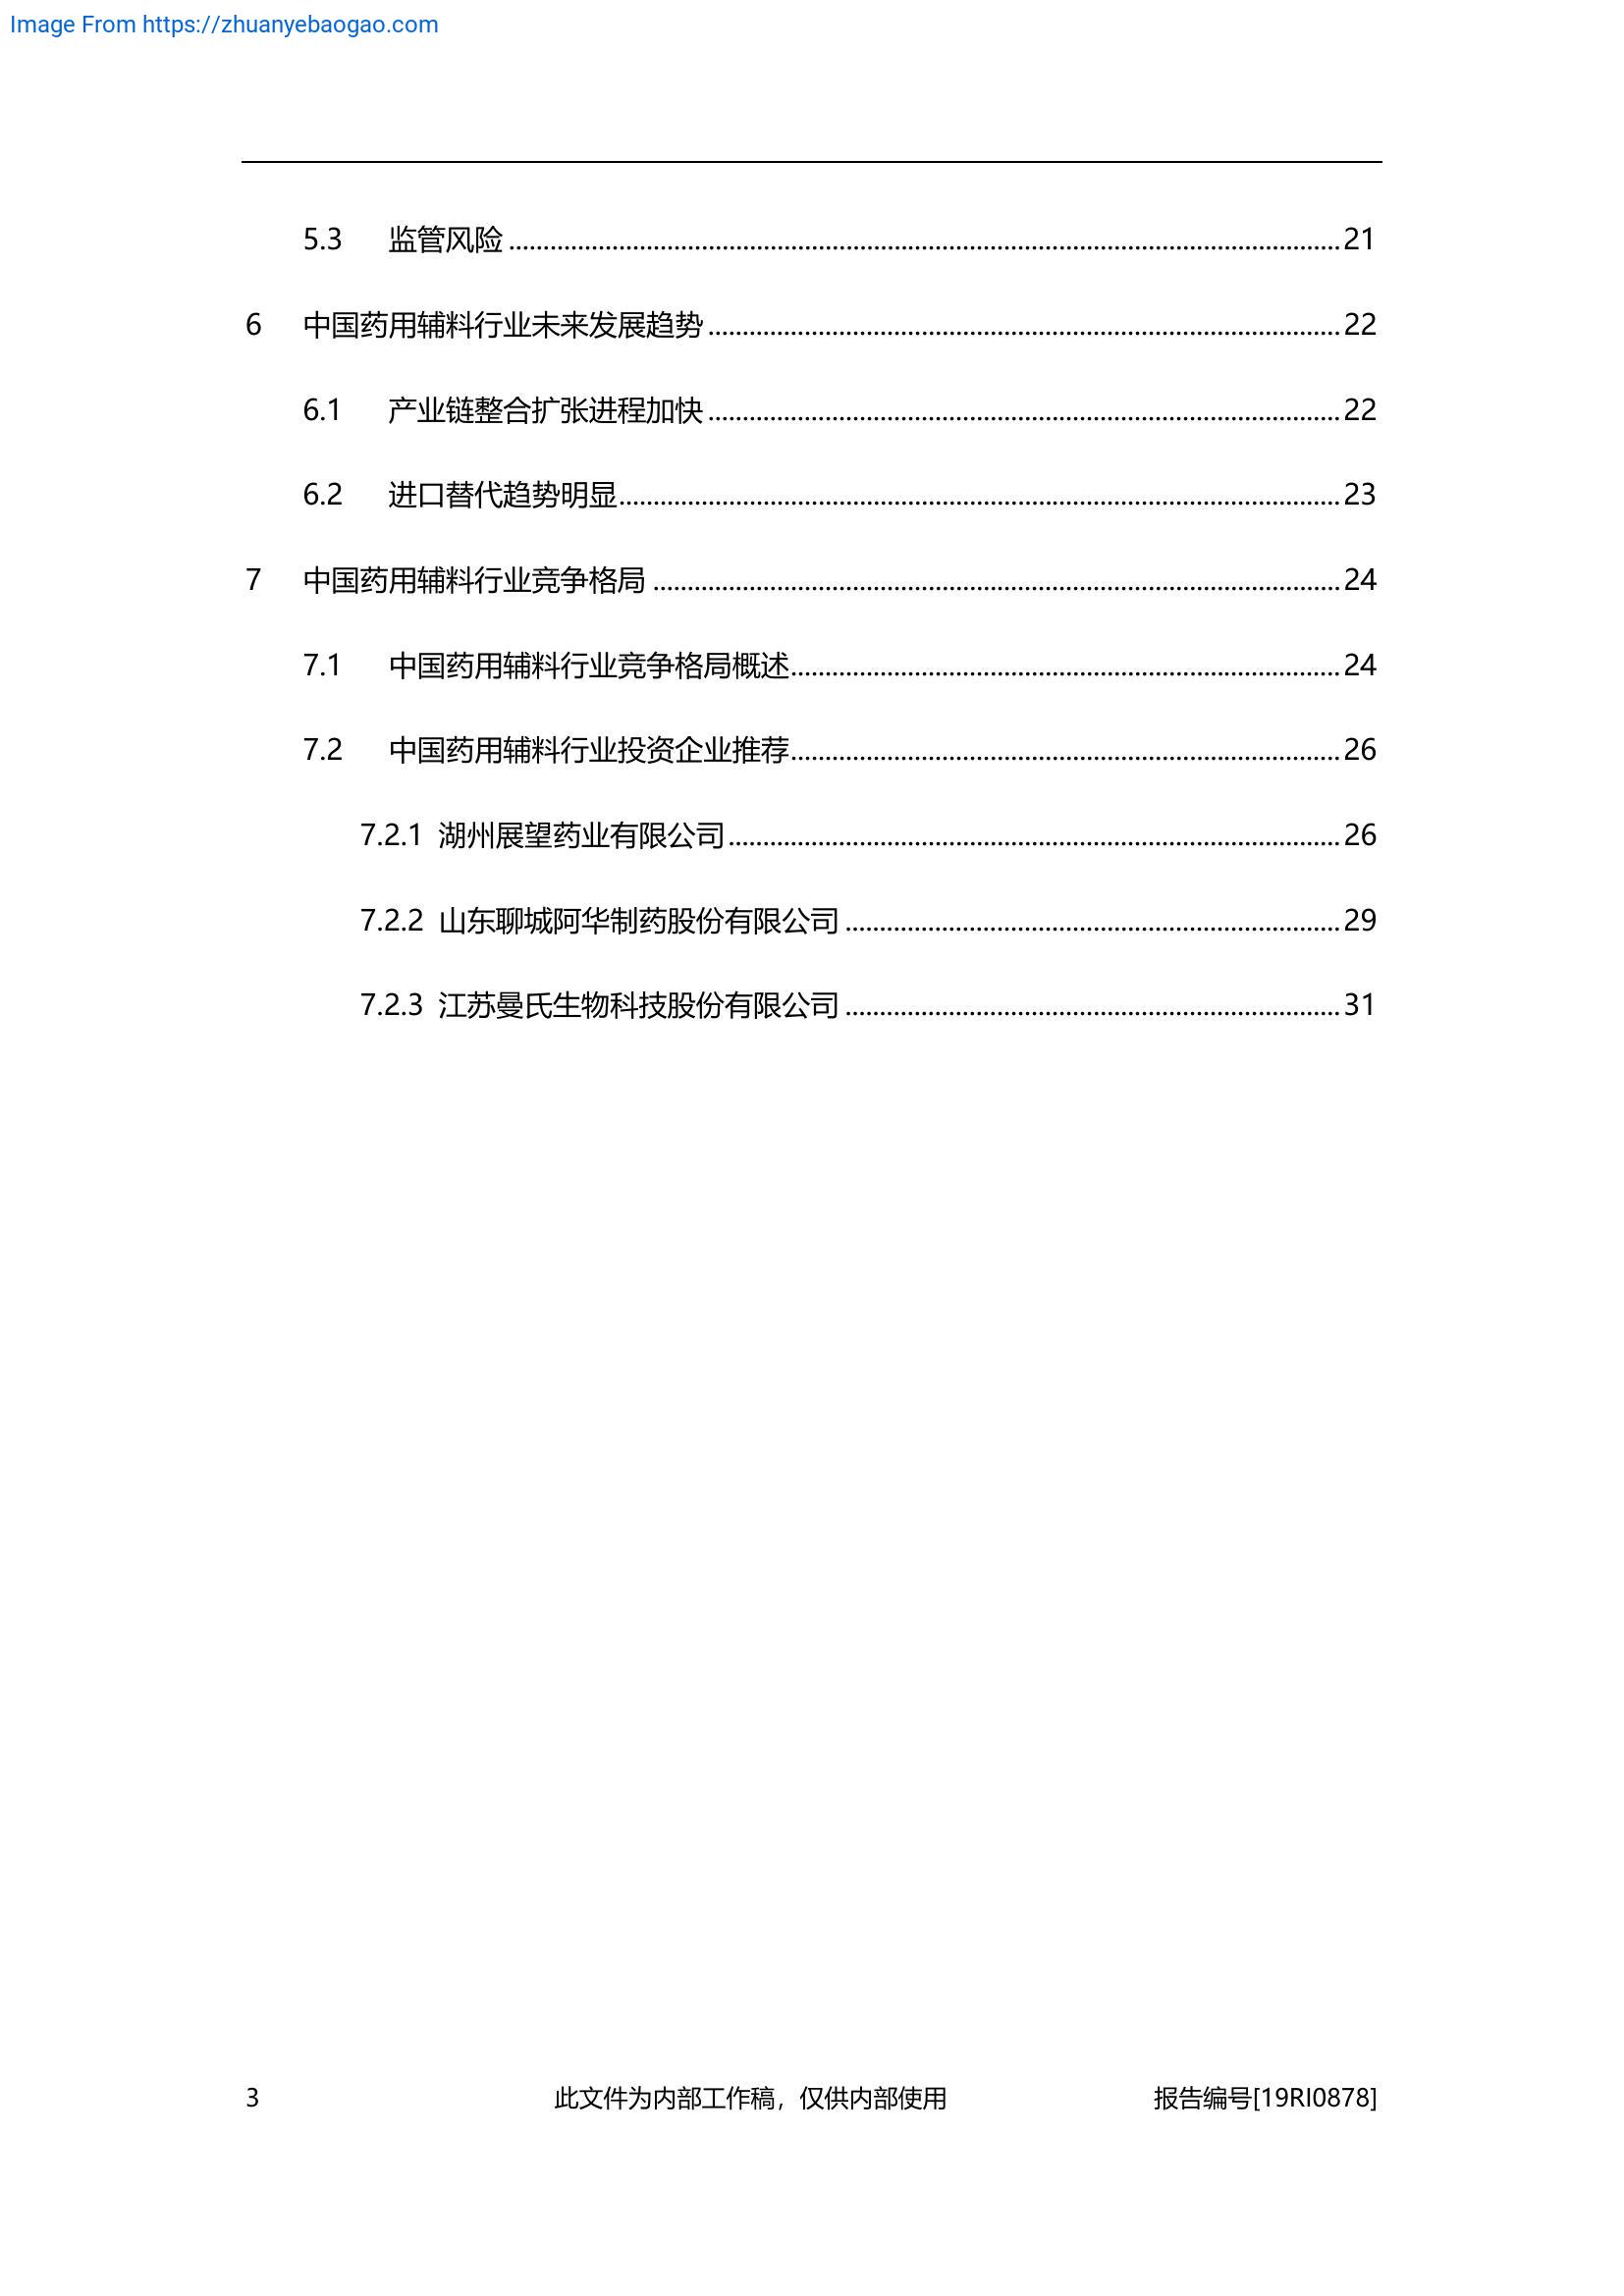 Image From https://zhuanyebaogao.com
5.3 监管风险 21
6 中国药用辅料行业未来发展趋势 22
6.1 产业链整合扩张进程加快 22
6.2 进口替代趋势明显 23
7 中国药用辅料行业竞争格局 24
7.1 中国药用辅料行业竞争格局概述 24
7.2 中国药用辅料行业投资企业推荐 26
7.2.1 湖州展望药业有限公司 26
7.2.2 山东聊城阿华制药股份有限公司 29
7.2.3 江苏曼氏生物科技股份有限公司 31
3 此文件为内部工作稿，仅供内部使用 报告编号[19RI0878]